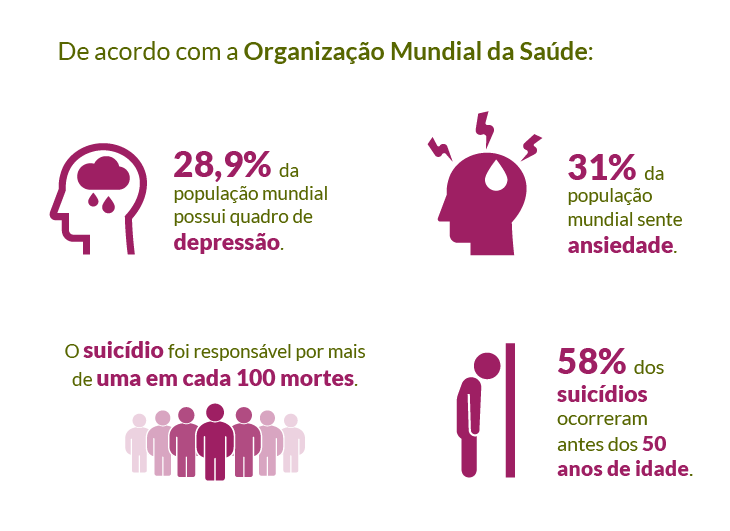 De acordo com a Organização Mundial da Saúde:
28,9% da
população mundial
possui quadro de
depressão.
31% da
população
mundial sente
ansiedade.
O suicídio foi responsável por mais
de uma em cada 100 mortes.
58% dos
suicídios
ocorreram
antes dos 50
anos de idade.